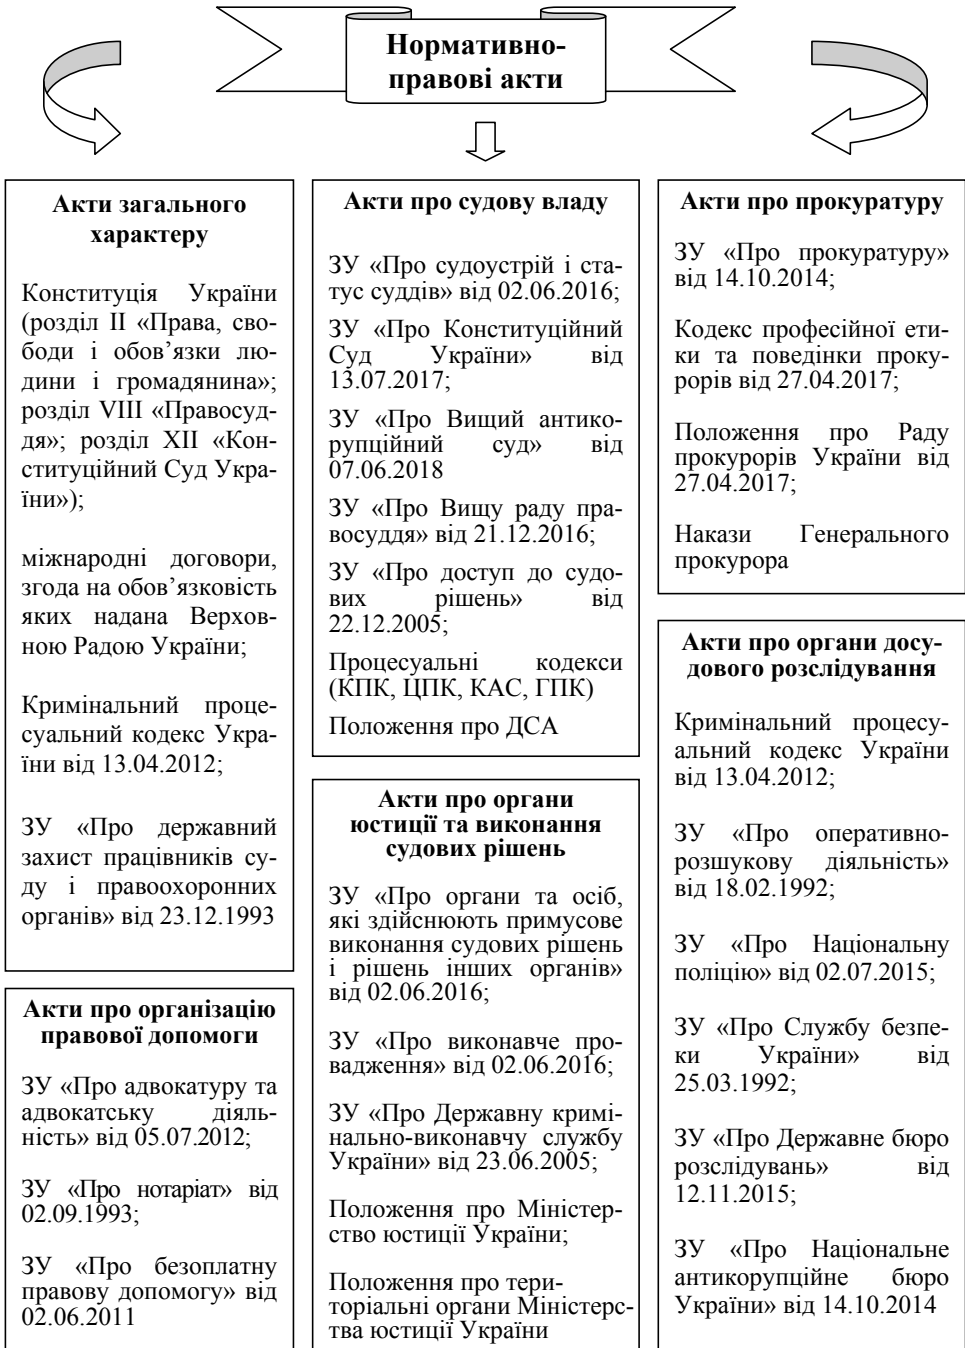 Нормативно-
правові акти
Акти загального
характеру
Конституція України
(розділ II «Права, сво-
боди і обов’язки лю-
дини і громадянина»;
розділ VIII «Правосуд-
дя»; розділ XII «Кон-
ституційний Суд Укра-
їни»);
міжнародні договори,
згода на обов’язковість
яких надана Верхов-
ною Радою України;
Кримінальний проце-
суальний кодекс Укра-
їни від 13.04.2012;
ЗУ «Про державний
захист працівників су-
ду і правоохоронних
органів» від 23.12.1993
Акти про організацію
правової допомоги
ЗУ «Про адвокатуру та
адвокатську діяль-
ність» від 05.07.2012;
ЗУ «Про нотаріат» від
02.09.1993;
ЗУ «Про безоплатну
правову допомогу» від
02.06.2011
Акти про судову владу
ЗУ «Про судоустрій і ста-
тус суддів» від 02.06.2016;
ЗУ «Про Конституційний
Суд України» від
13.07.2017;
ЗУ «Про Вищий антико-
рупційний суд» від
07.06.2018
ЗУ «Про Вищу раду пра-
восуддя» від 21.12.2016;
ЗУ «Про доступ до судо-
вих рішень» від
22.12.2005;
Процесуальні кодекси
(КПК, ЦПК, КАС, ГПК)
Положення про ДСА
Акти про органи
юстиції та виконання
судових рішень
ЗУ «Про органи та осіб,
які здійснюють примусове
виконання судових рішень
і рішень інших органів»
від 02.06.2016;
ЗУ «Про виконавче про-
вадження» від 02.06.2016;
ЗУ «Про Державну кримі-
нально-виконавчу службу
України» від 23.06.2005;
Положення про Міністер-
ство юстиції України;
Положення про тери-
торіальні органи Міністерс-
тва юстиції України
Акти про прокуратуру
ЗУ «Про прокуратуру»
від 14.10.2014;
Кодекс професійної ети-
ки та поведінки проку-
рорів від 27.04.2017;
Положення про Раду
прокурорів України від
27.04.2017;
Накази Генерального
прокурора
Акти про органи досу-
дового розслідування
Кримінальний процесу-
альний кодекс України
від 13.04.2012;
ЗУ «Про оперативно-
розшукову діяльність»
від 18.02.1992;
ЗУ «Про Національну
поліцію» від 02.07.2015;
ЗУ «Про Службу безпе-
ки України» від
25.03.1992;
ЗУ «Про Державне бюро
розслідувань» від
12.11.2015;
ЗУ «Про Національне
антикорупційне бюро
України» від 14.10.2014